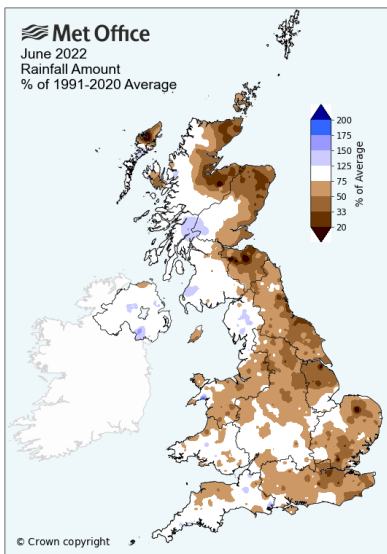 Met Office
June 2022
Rainfall Amount
% of 1991-2020 Average
200
175
150
125
75
50
33
20
% of Average
© Crown copyright